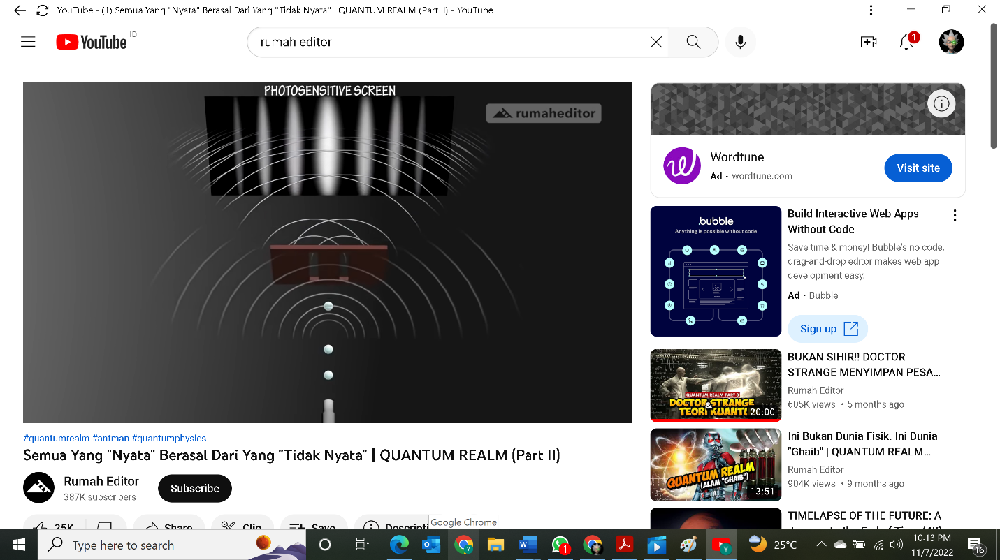 YouTube - (1) Semua Yang "Nyata" Berasal Dari Yang "Tidak Nyata" | QUANTUM REALM (Part II) - YouTube
YouTube ID
rumah editor
1
PHOTOSENSITIVE SCREEN
rumaheditor
#quantumrealm #antman #quantumphysics
Semua Yang "Nyata" Berasal Dari Yang "Tidak Nyata" | QUANTUM REALM (Part II)
Rumah Editor
387K subscribers
Subscribe
35K
Share
Clip
Save
Descripti
Google Chrome
Wordtune
Ad · wordtune.com
Visit site
.bubble
Anything is possible without code
Build Interactive Web Apps
Without Code
Save time & money! Bubble's no code,
drag-and-drop editor makes web app
development easy.
Ad · Bubble
Sign up
QUANTUM REALM PART 3
DOCTOR STRANGE
&
TEORI KUANTU
20:00
BUKAN SIHIR!! DOCTOR
STRANGE MENYIMPAN PESA...
Rumah Editor
605K views • 5 months ago
QUANTUM REALM
(ALAM "GHAIB")
13:51
Ini Bukan Dunia Fisik. Ini Dunia
"Ghaib" | QUANTUM REALM...
Rumah Editor
904K views • 9 months ago
TIMELAPSE OF THE FUTURE: A
Type here to search
1
25°C
10:13 PM
11/7/2022
16